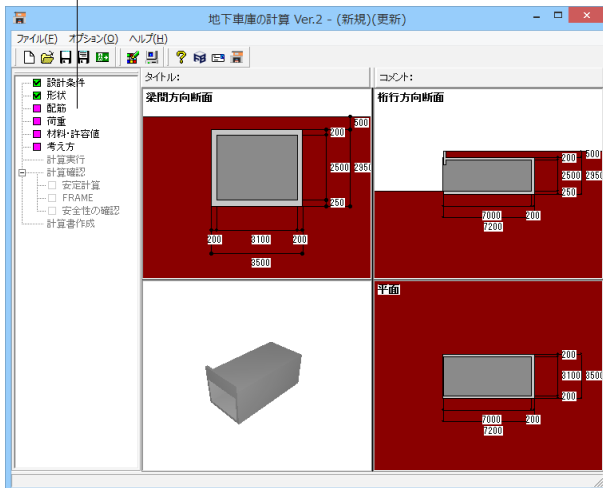 地下車庫の計算 Ver.2 - (新規)(更新)
ファイル(F) オプション(O) ヘルプ(H)
設計条件
形状
配筋
荷重
材料・許容値
考え方
計算実行
計算確認
安定計算
FRAME
安全性の確認
計算書作成
タイトル:
コメント:
梁間方向断面
500
200
2500 2950
250
200 3100 200
3500
桁行方向断面
200 500
2500 2950
250
7000 200
7200
平面
200
3100 3500
200
7000 200
7200